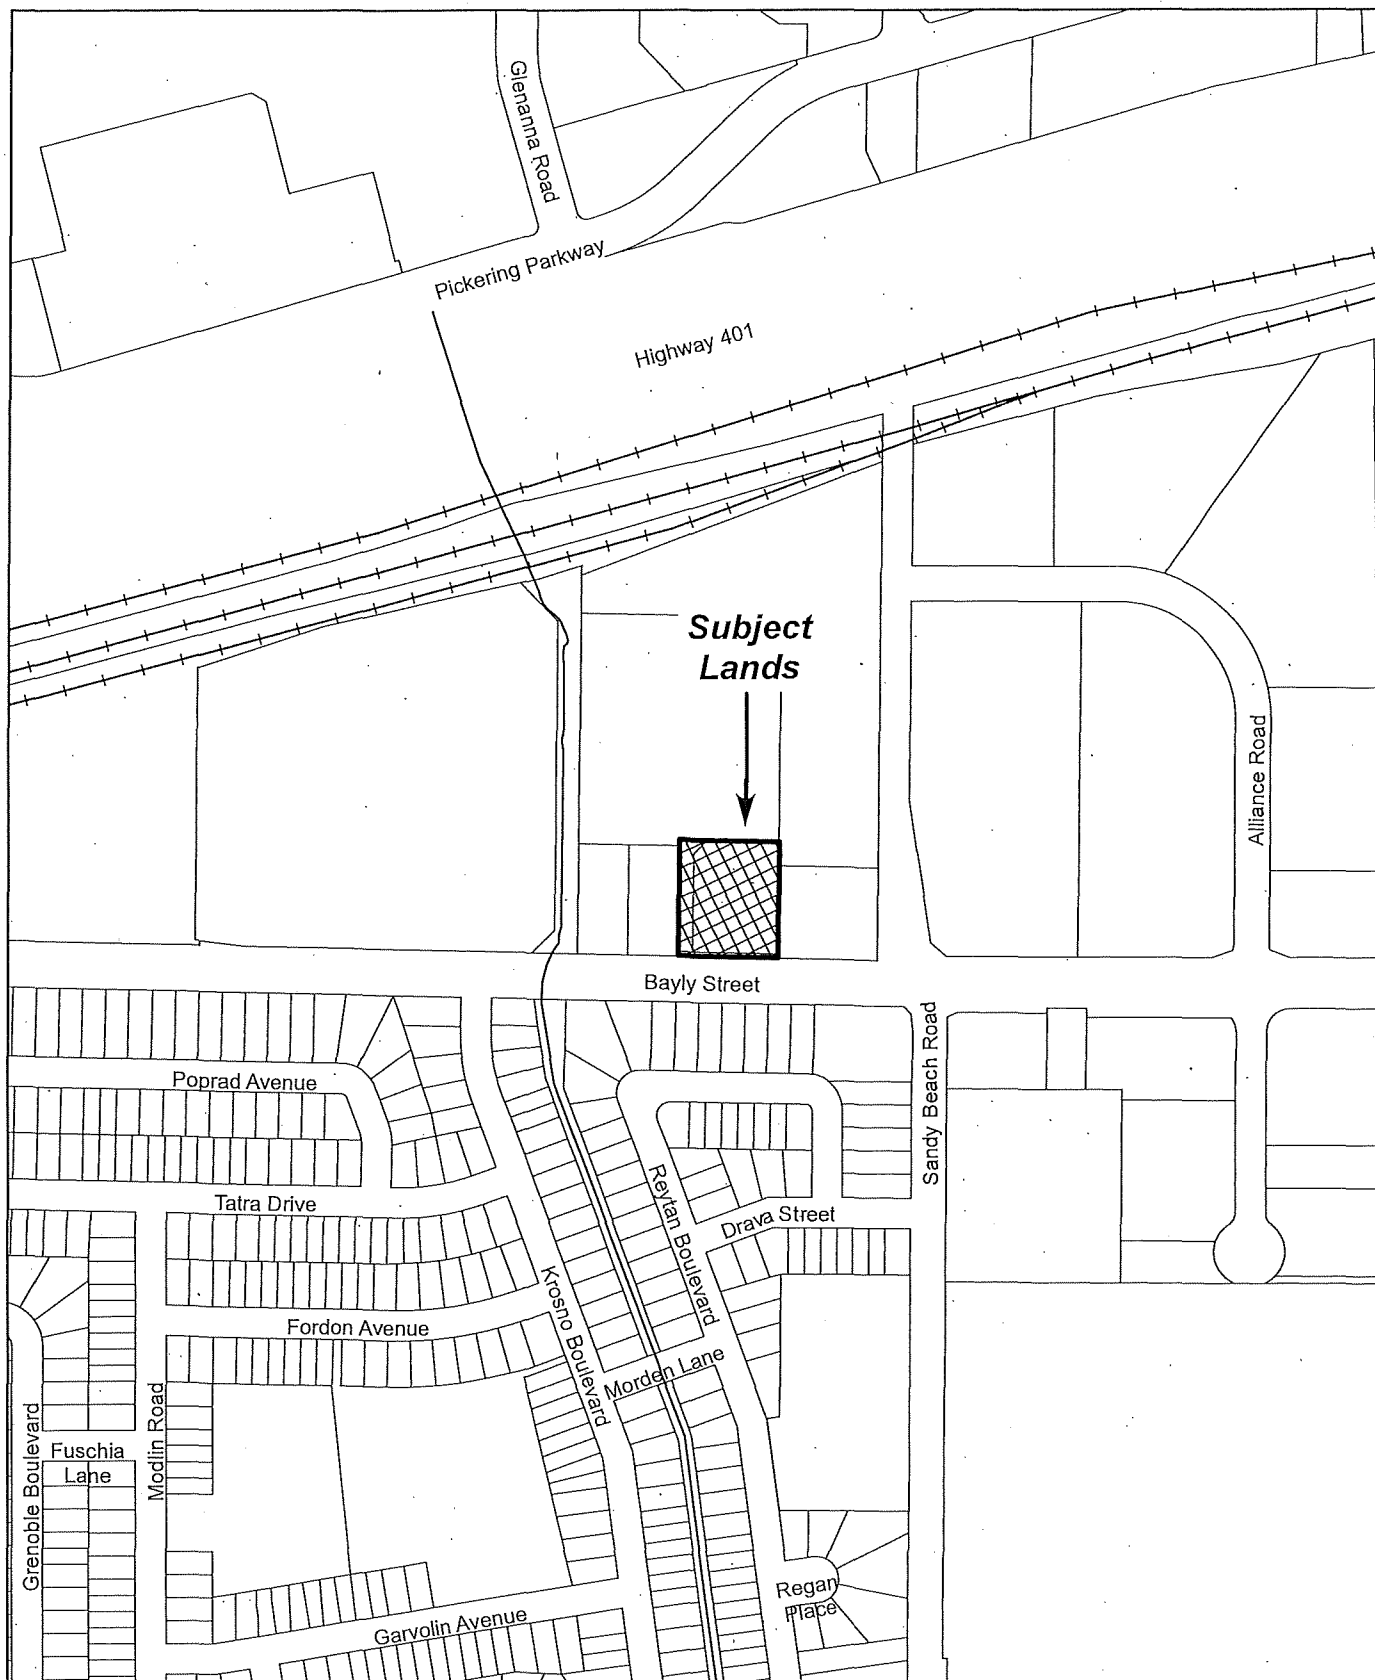 Glenanna Road
Pickering Parkway
Highway 401
Subject
Lands
Alliance Road
Bayly Street
Sandy Beach Road
Poprad Avenue
Tatra Drive
Reytan Boulevard
Drava Street
Krosno Boulevard
Fordon Avenue
Morden Lane
Modlin Road
Grenoble Boulevard
Fuschia
Lane
Regan
Place
Garvolin Avenue